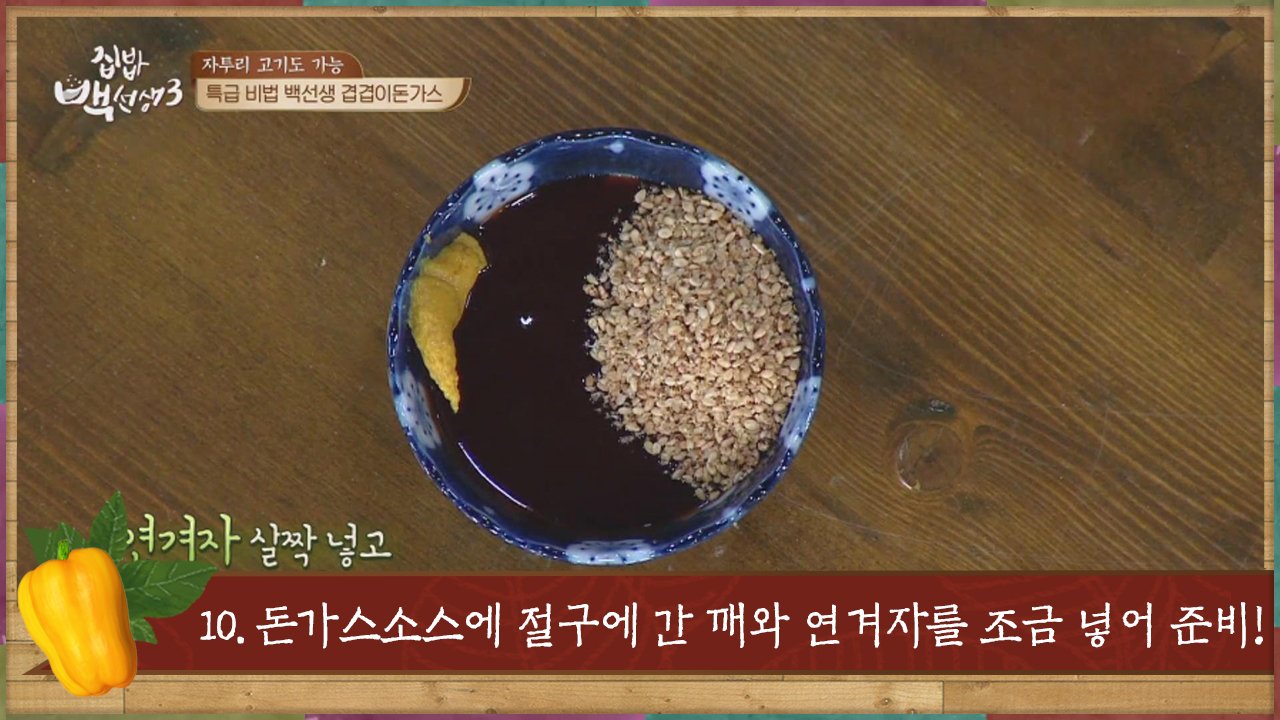 집밥
백선생3
자투리 고기도 가능
특급 비법 백선생 겹겹이돈가스
연겨자 살짝 넣고
10. 돈가스소스에 절구에 간 깨와 연겨자를 조금 넣어 준비!